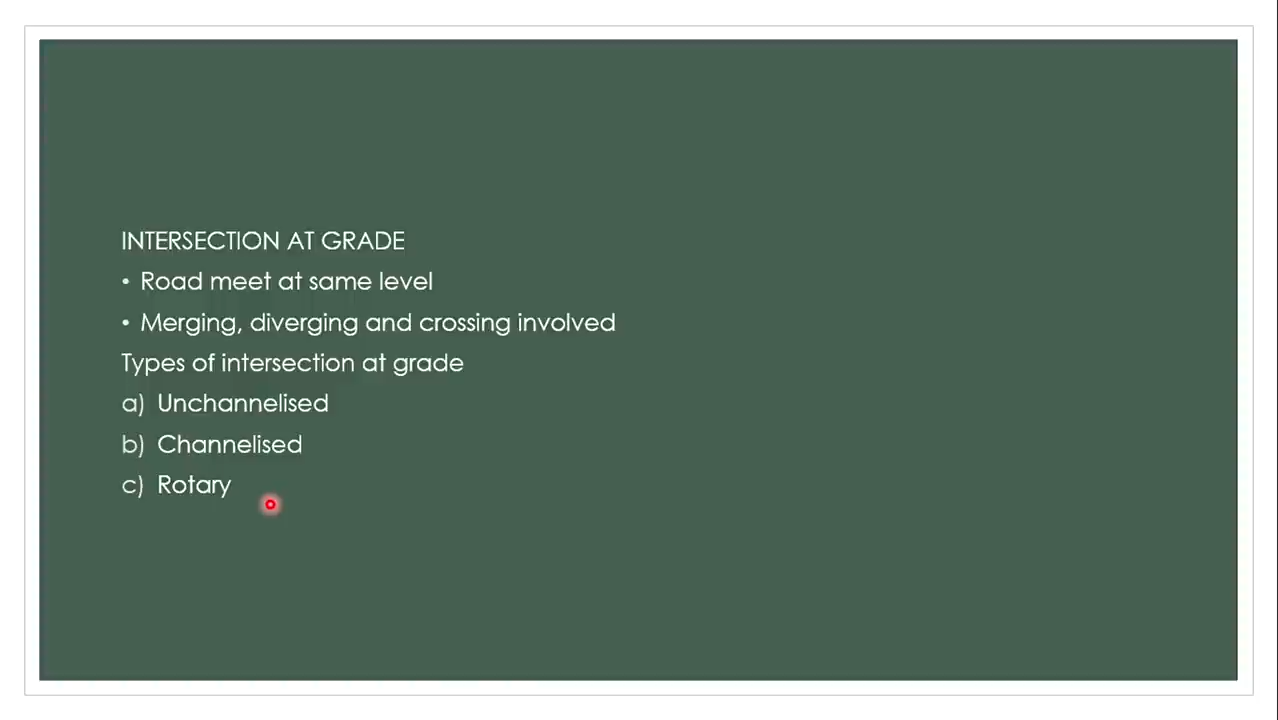 INTERSECTION AT GRADE
• Road meet at same level
• Merging, diverging and crossing involved
Types of intersection at grade
a) Unchannelised
b) Channelised
c) Rotary